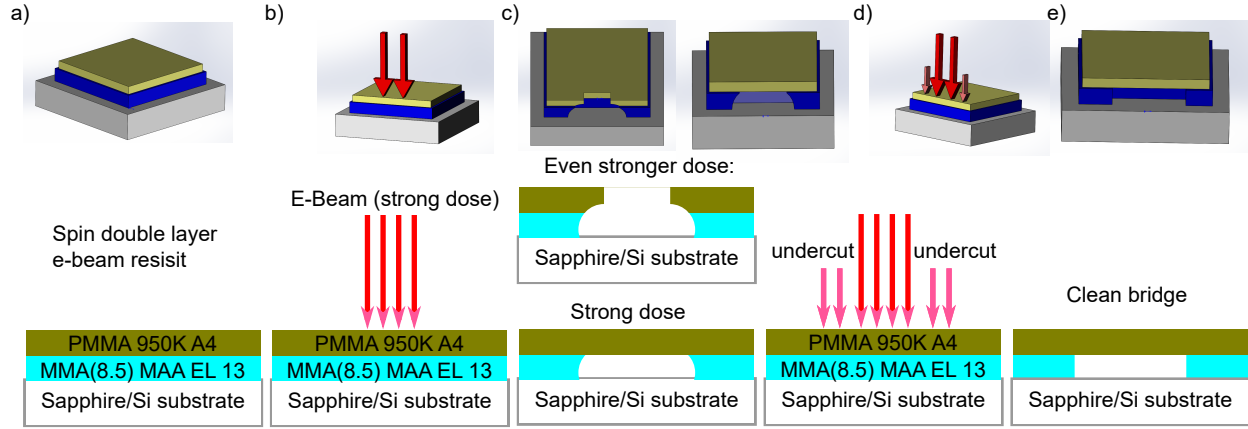 a)
b)
c)
d)
e)
Even stronger dose:
E-Beam (strong dose)
Spin double layer
e-beam resisit
Sapphire/Si substrate
undercut
undercut
Clean bridge
Strong dose
PMMA 950K A4
MMA(8.5) MAA EL 13
Sapphire/Si substrate
PMMA 950K A4
MMA(8.5) MAA EL 13
Sapphire/Si substrate
Sapphire/Si substrate
PMMA 950K A4
MMA(8.5) MAA EL 13
Sapphire/Si substrate
Sapphire/Si substrate